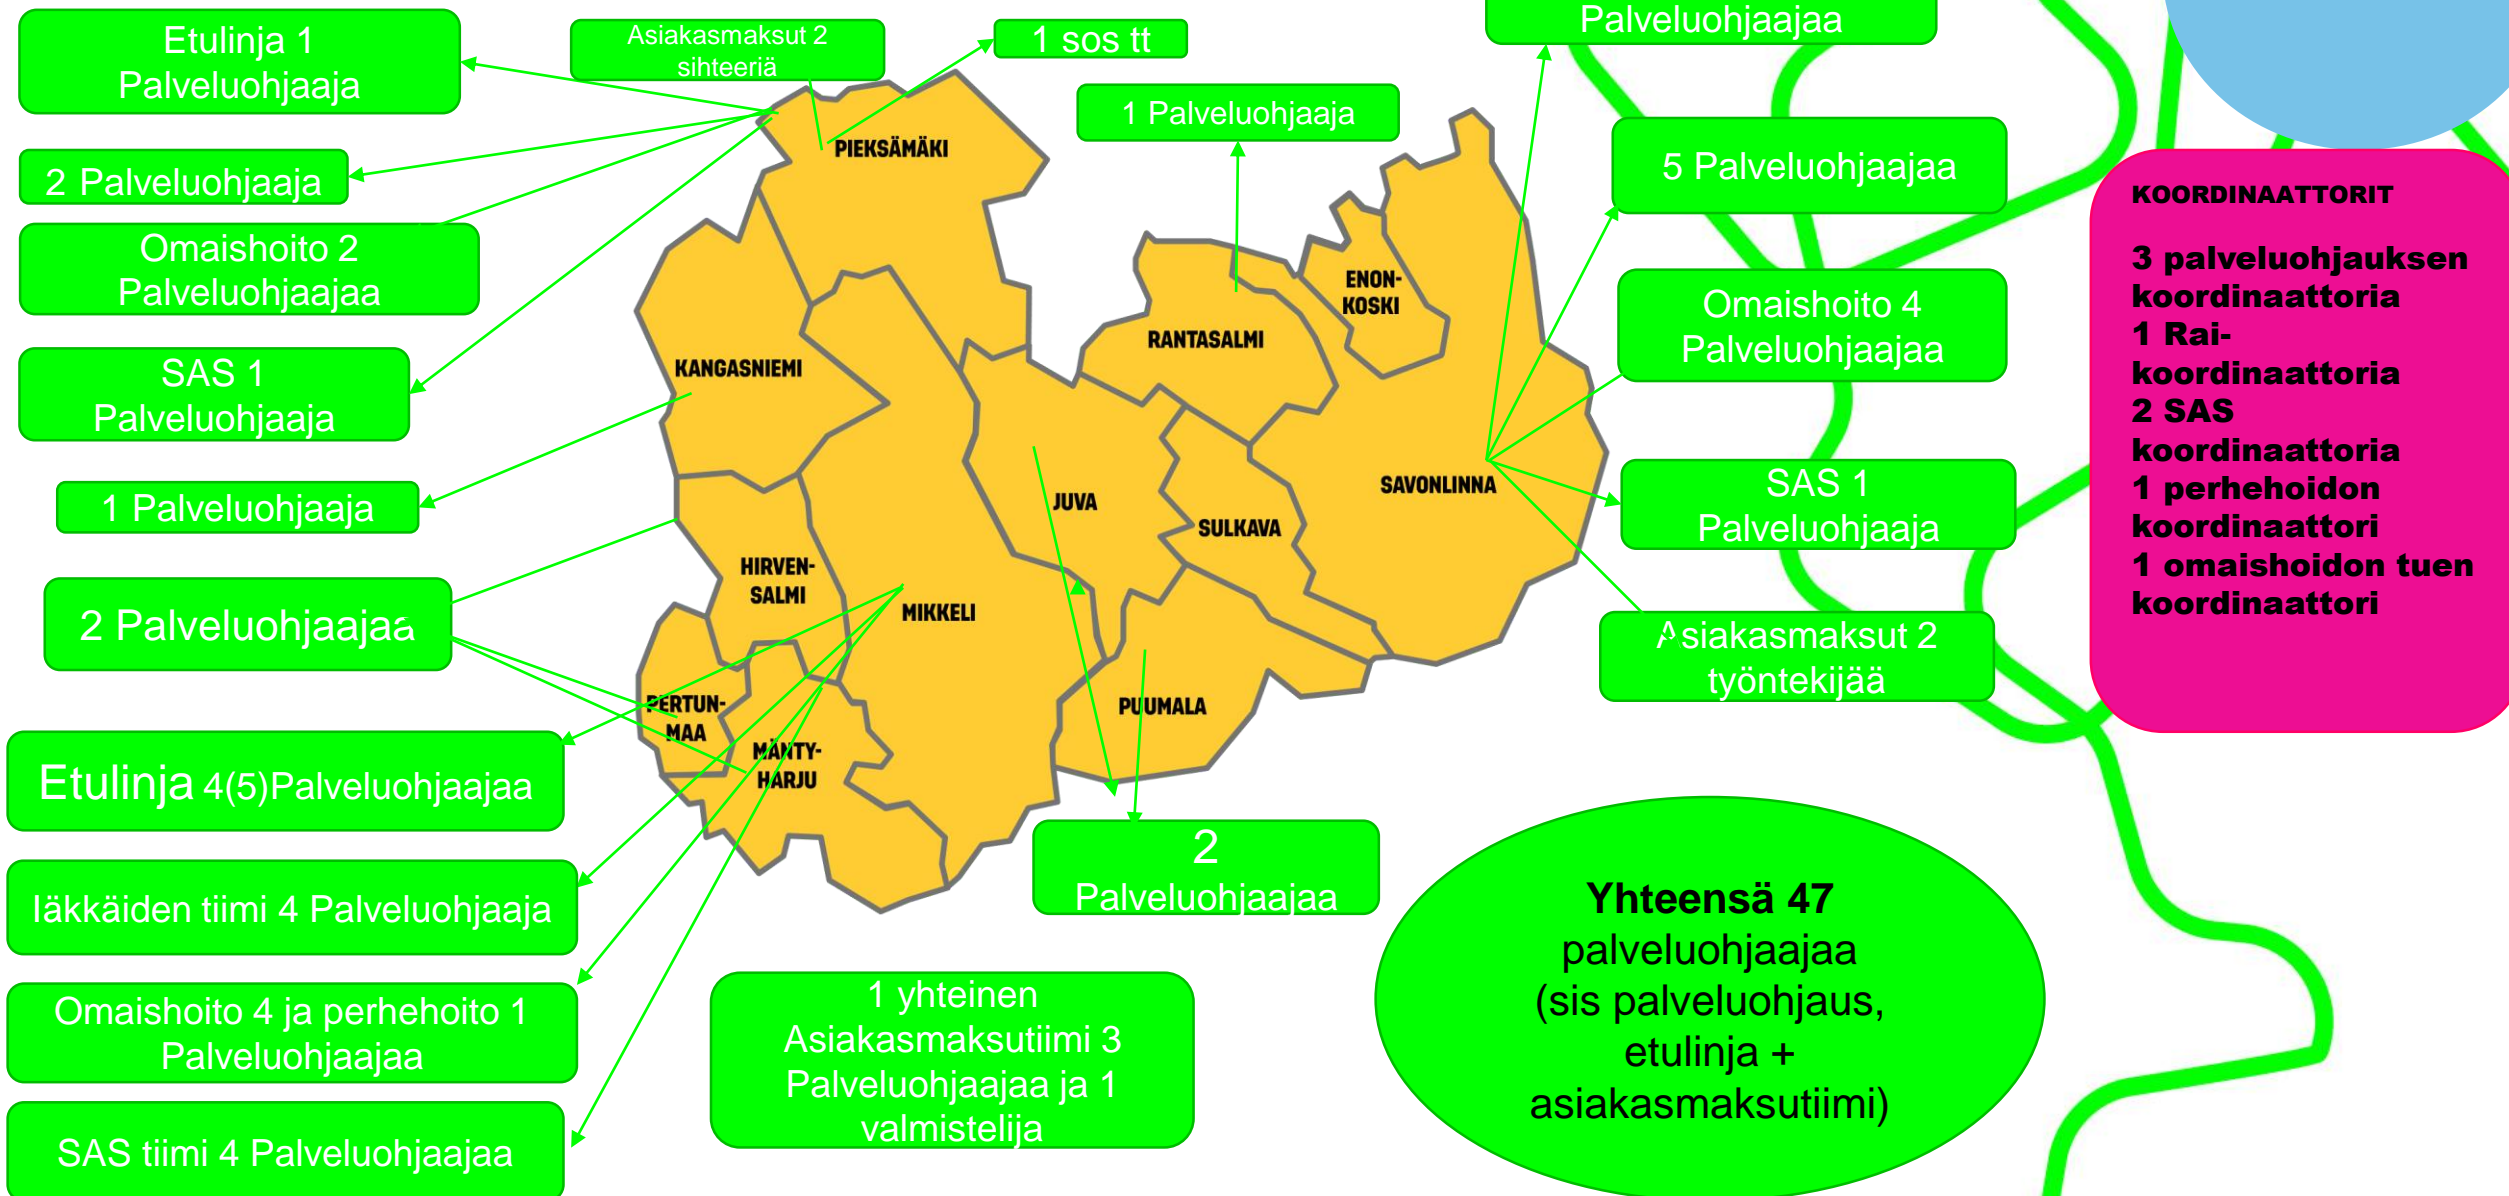 Etulinja 1
Palveluohjaaja
Asiakasmaksut 2
sihteeriä
1 sos tt
Palveluohjaajaa
1 Palveluohjaaja
2 Palveluohjaaja
Omaishoito 2
Palveluohjaajaa
SAS 1
Palveluohjaaja
1 Palveluohjaaja
2 Palveluohjaajaa
Etulinja 4(5)Palveluohjaajaa
Iäkkäiden tiimi 4 Palveluohjaaja
Omaishoito 4 ja perhehoito 1
Palveluohjaajaa
SAS tiimi 4 Palveluohjaajaa
PIEKSÄMÄKI
KANGASNIEMI
HIRVEN-
SALMI
PERTUN-
MAA
MÄNTY-
HARJU
MIKKELI
JUVA
RANTASALMI
ENON-
KOSKI
SULKAVA
SAVONLINNA
PUUMALA
2
Palveluohjaajaa
1 yhteinen
Asiakasmaksutiimi 3
Palveluohjaajaa ja 1
valmistelija
5 Palveluohjaajaa
Omaishoito 4
Palveluohjaajaa
SAS 1
Palveluohjaaja
Asiakasmaksut 2
työntekijää
Yhteensä 47
palveluohjaajaa
(sis palveluohjaus,
etulinja +
asiakasmaksutiimi)
KOORDINAATTORIT
3 palveluohjauksen
koordinaattoria
1 Rai-
koordinaattoria
2 SAS
koordinaattoria
1 perhehoidon
koordinaattori
1 omaishoidon tuen
koordinaattori